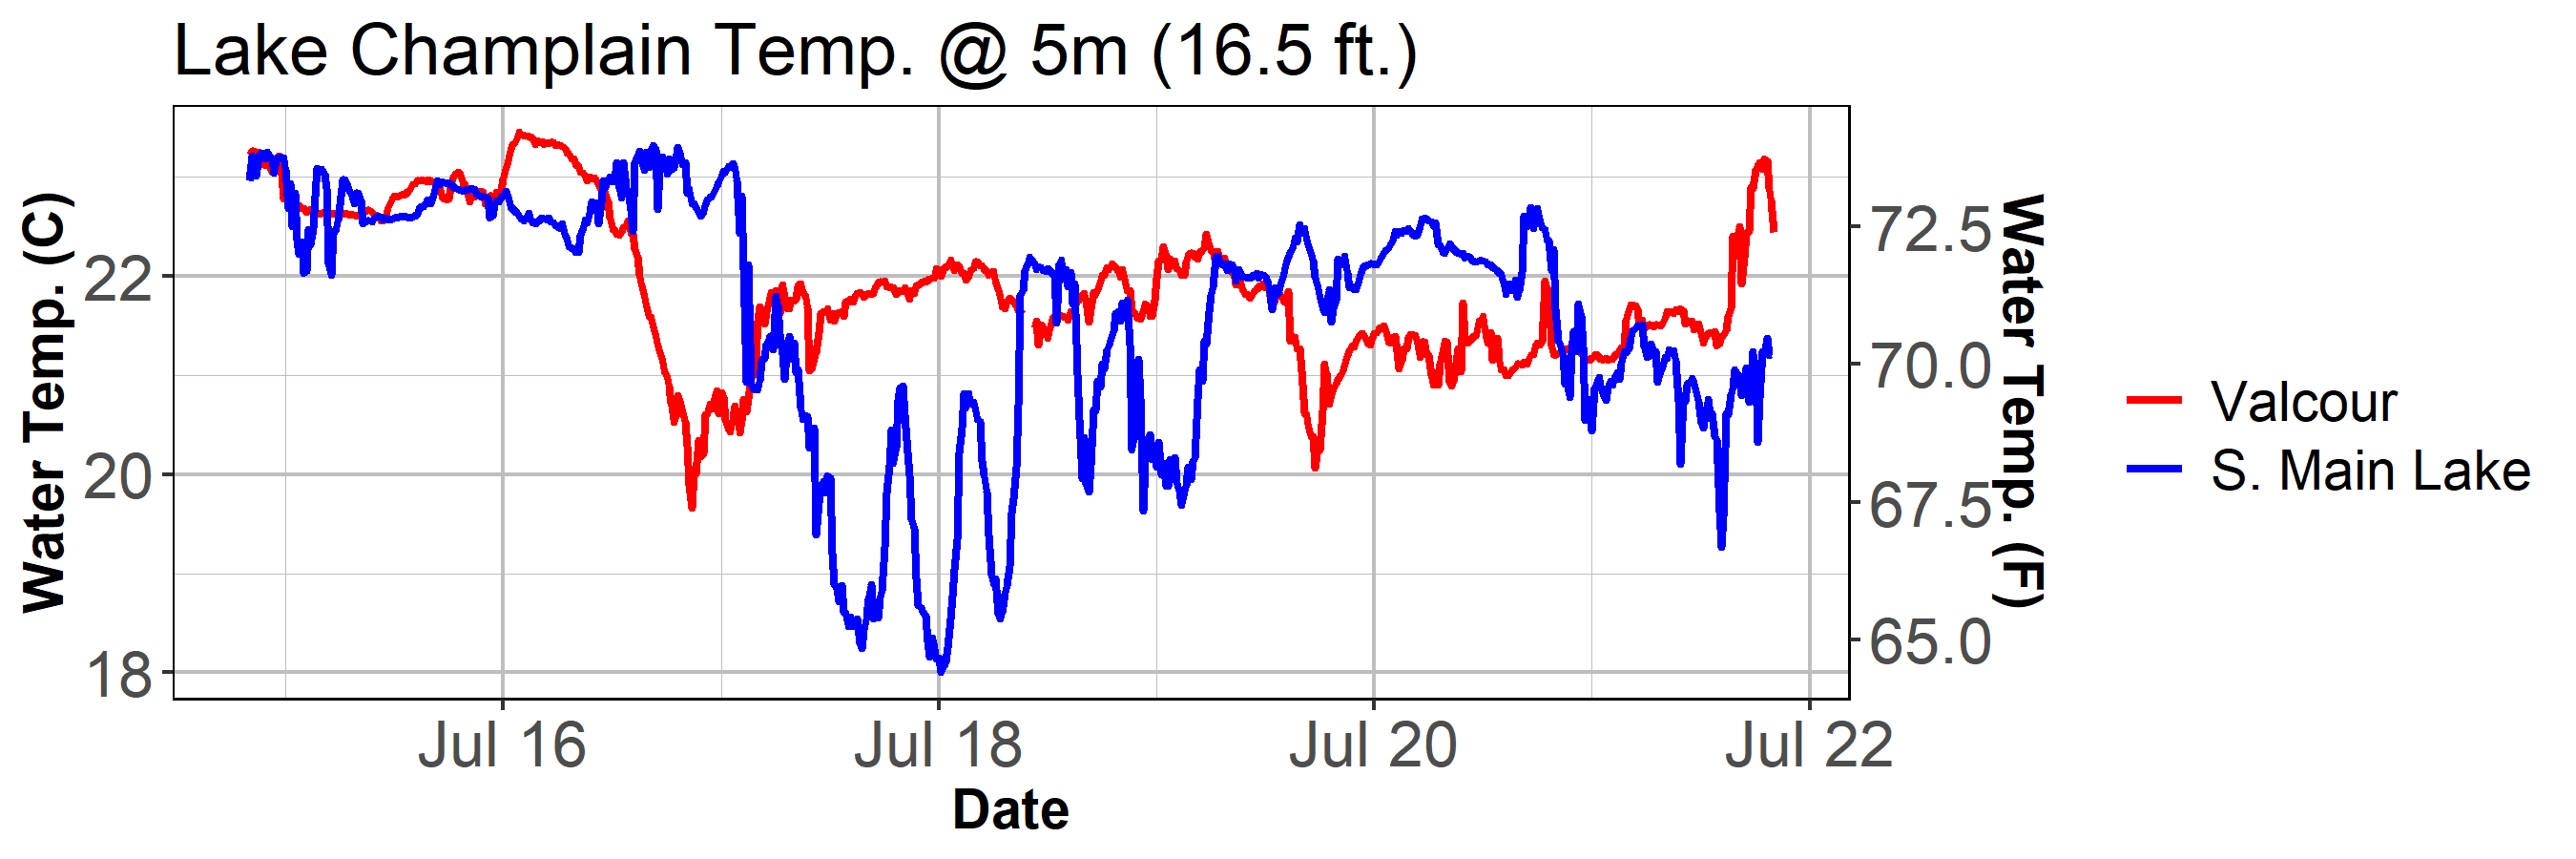 Lake Champlain Temp. @ 5m (16.5 ft.)
Water Temp. (C)
22
20
18
72.5
70.0
67.5
65.0
Water Temp. (F)
Jul 16
Jul 18
Jul 20
Jul 22
Date
Valcour
S. Main Lake